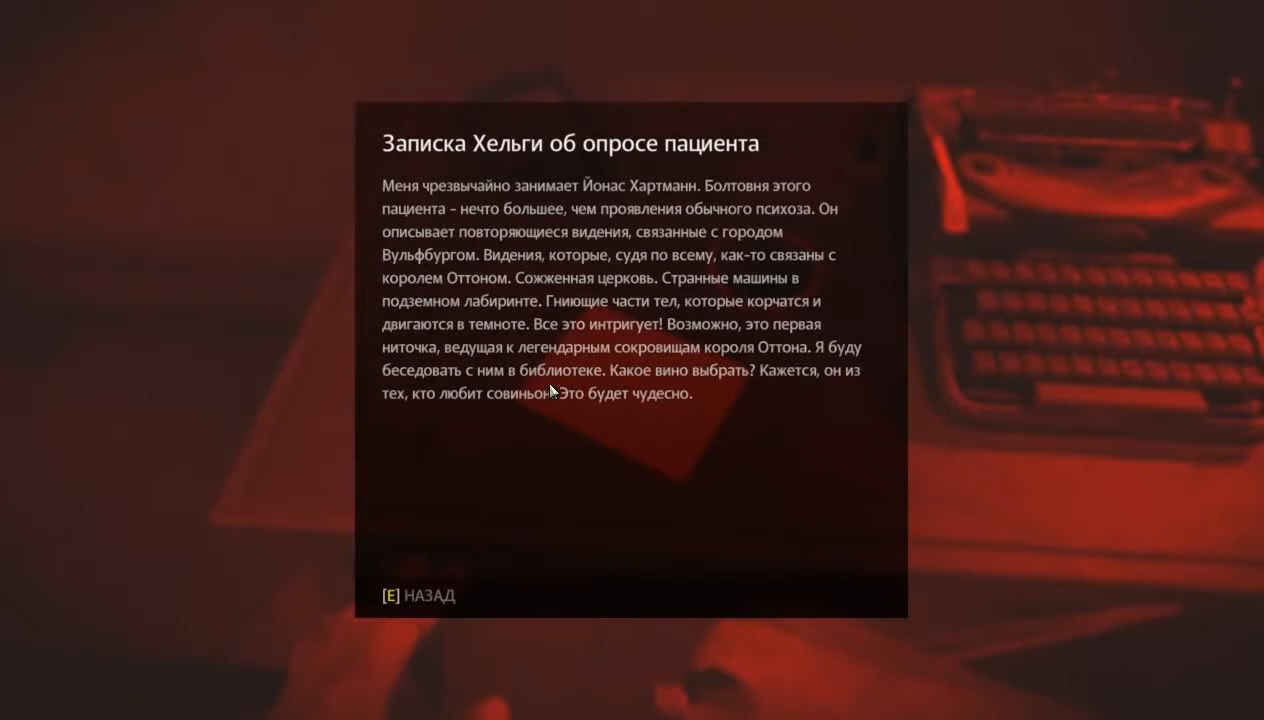 Записка Хельги об опросе пациента
Меня чрезвычайно занимает Йонас Хартманн. Болтовня этого
пациента – нечто большее, чем проявления обычного психоза. Он
описывает повторяющиеся видения, связанные с городом
Вульфбургом. Видения, которые, судя по всему, как-то связаны с
королем Оттоном. Сожженная церковь. Странные машины в
подземном лабиринте. Гниющие части тел, которые корчатся и
двигаются в темноте. Все это интригует! Возможно, это первая
ниточка, ведущая к легендарным сокровищам короля Оттона. Я буду
беседовать с ним в библиотеке. Какое вино выбрать? Кажется, он из
тех, кто любит совиньон. Это будет чудесно.
[E] НАЗАД